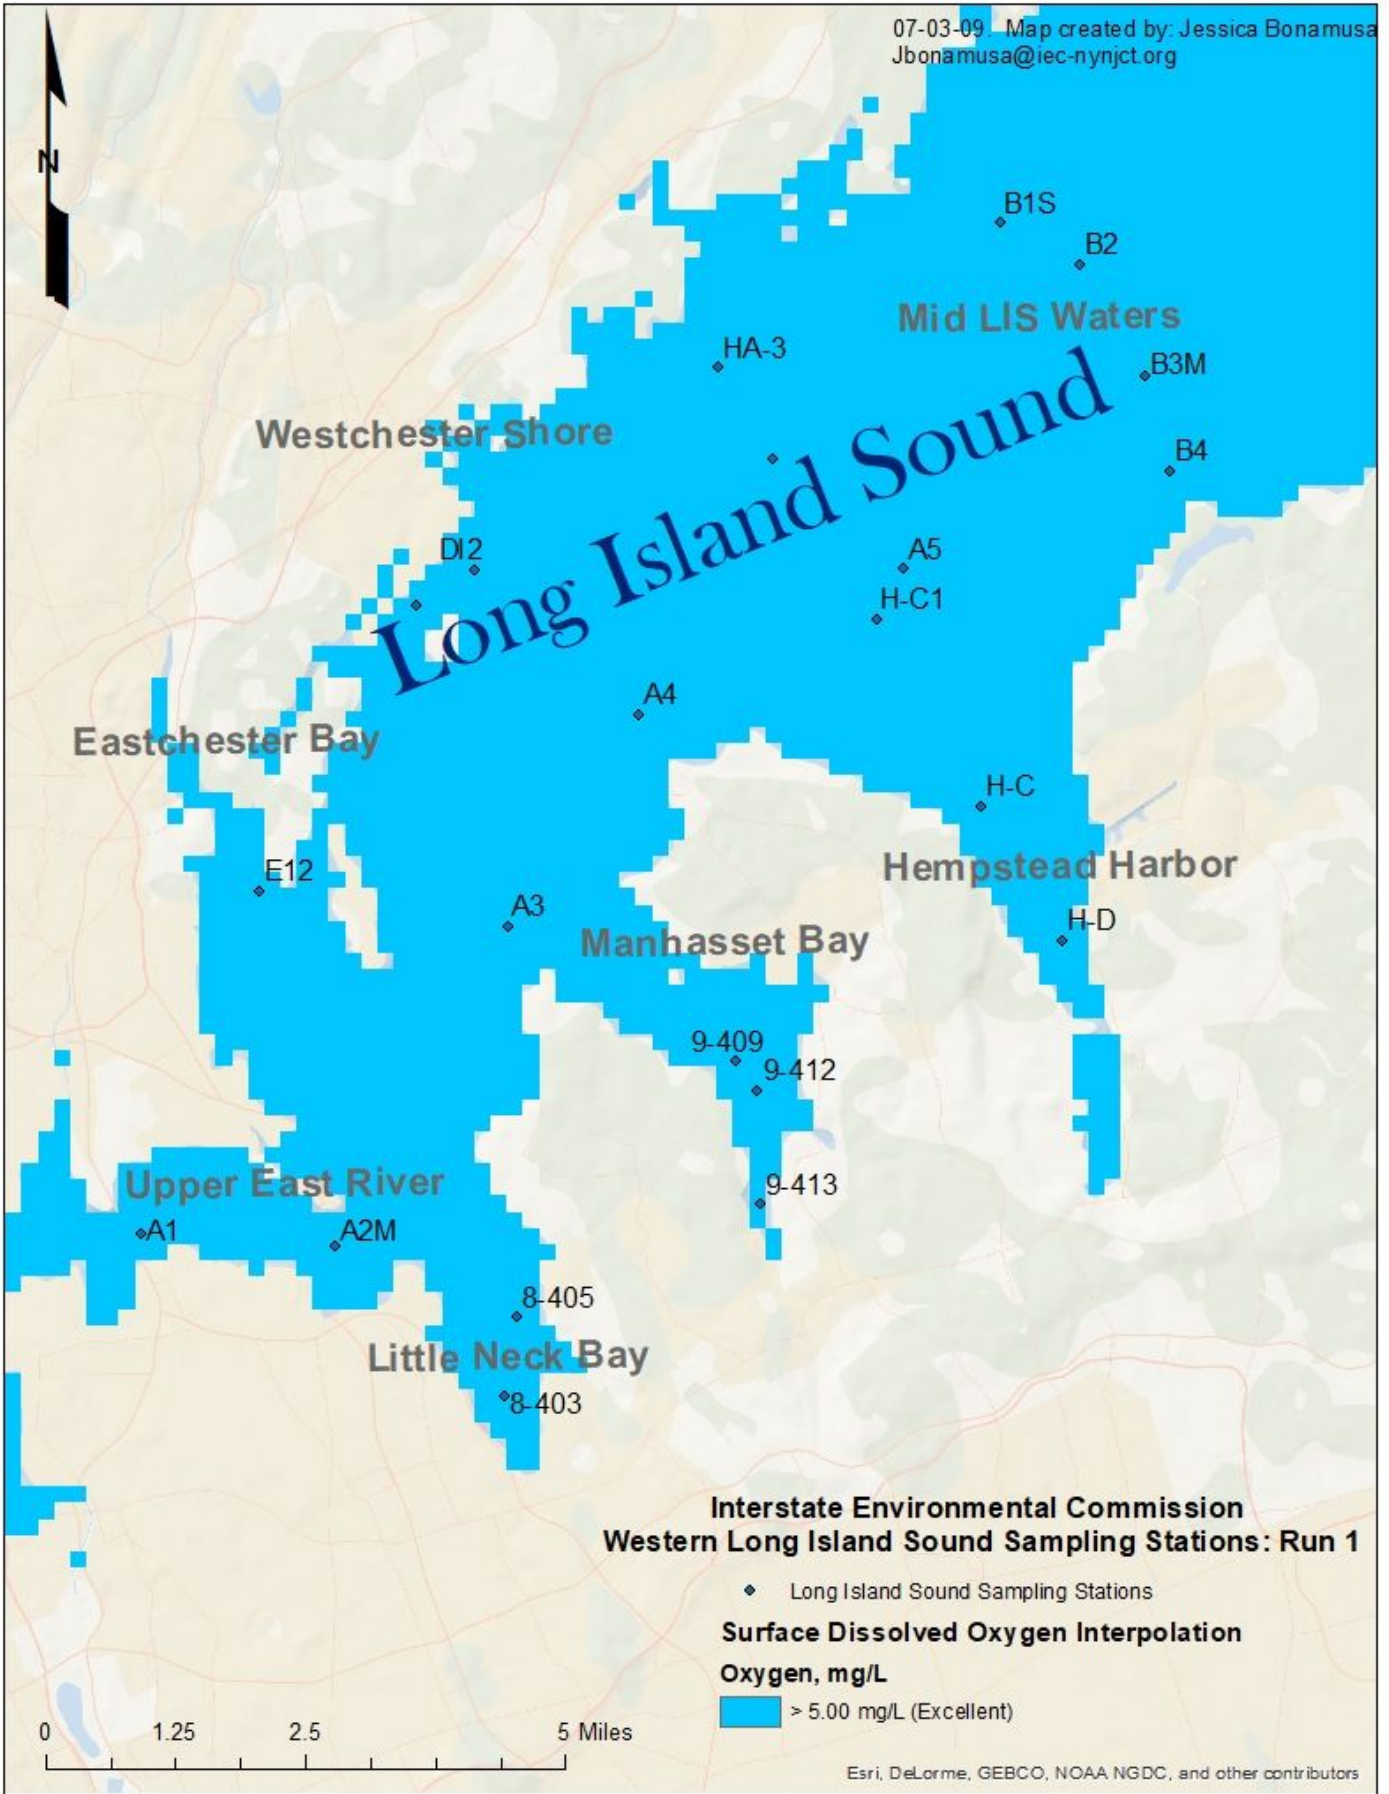 07-03-09. Map created by: Jessica Bonamusa
Jbonamusa@iec-nynjct.org
N
B1S
B2
Mid LIS Waters
HA-3
B3M
Westchester Shore
B4
Long Island Sound
DI2
A5
H-C1
A4
Eastchester Bay
H-C
Hempstead Harbor
E12
A3
H-D
Manhasset Bay
9-409
9-412
Upper East River
9-413
A1
A2M
8-405
Little Neck Bay
8-403
Interstate Environmental Commission
Western Long Island Sound Sampling Stations: Run 1
Long Island Sound Sampling Stations
Surface Dissolved Oxygen Interpolation
Oxygen, mg/L
> 5.00 mg/L (Excellent)
0 1.25 2.5 5 Miles
Esri, DeLorme, GEBCO, NOAA NGDC, and other contributors